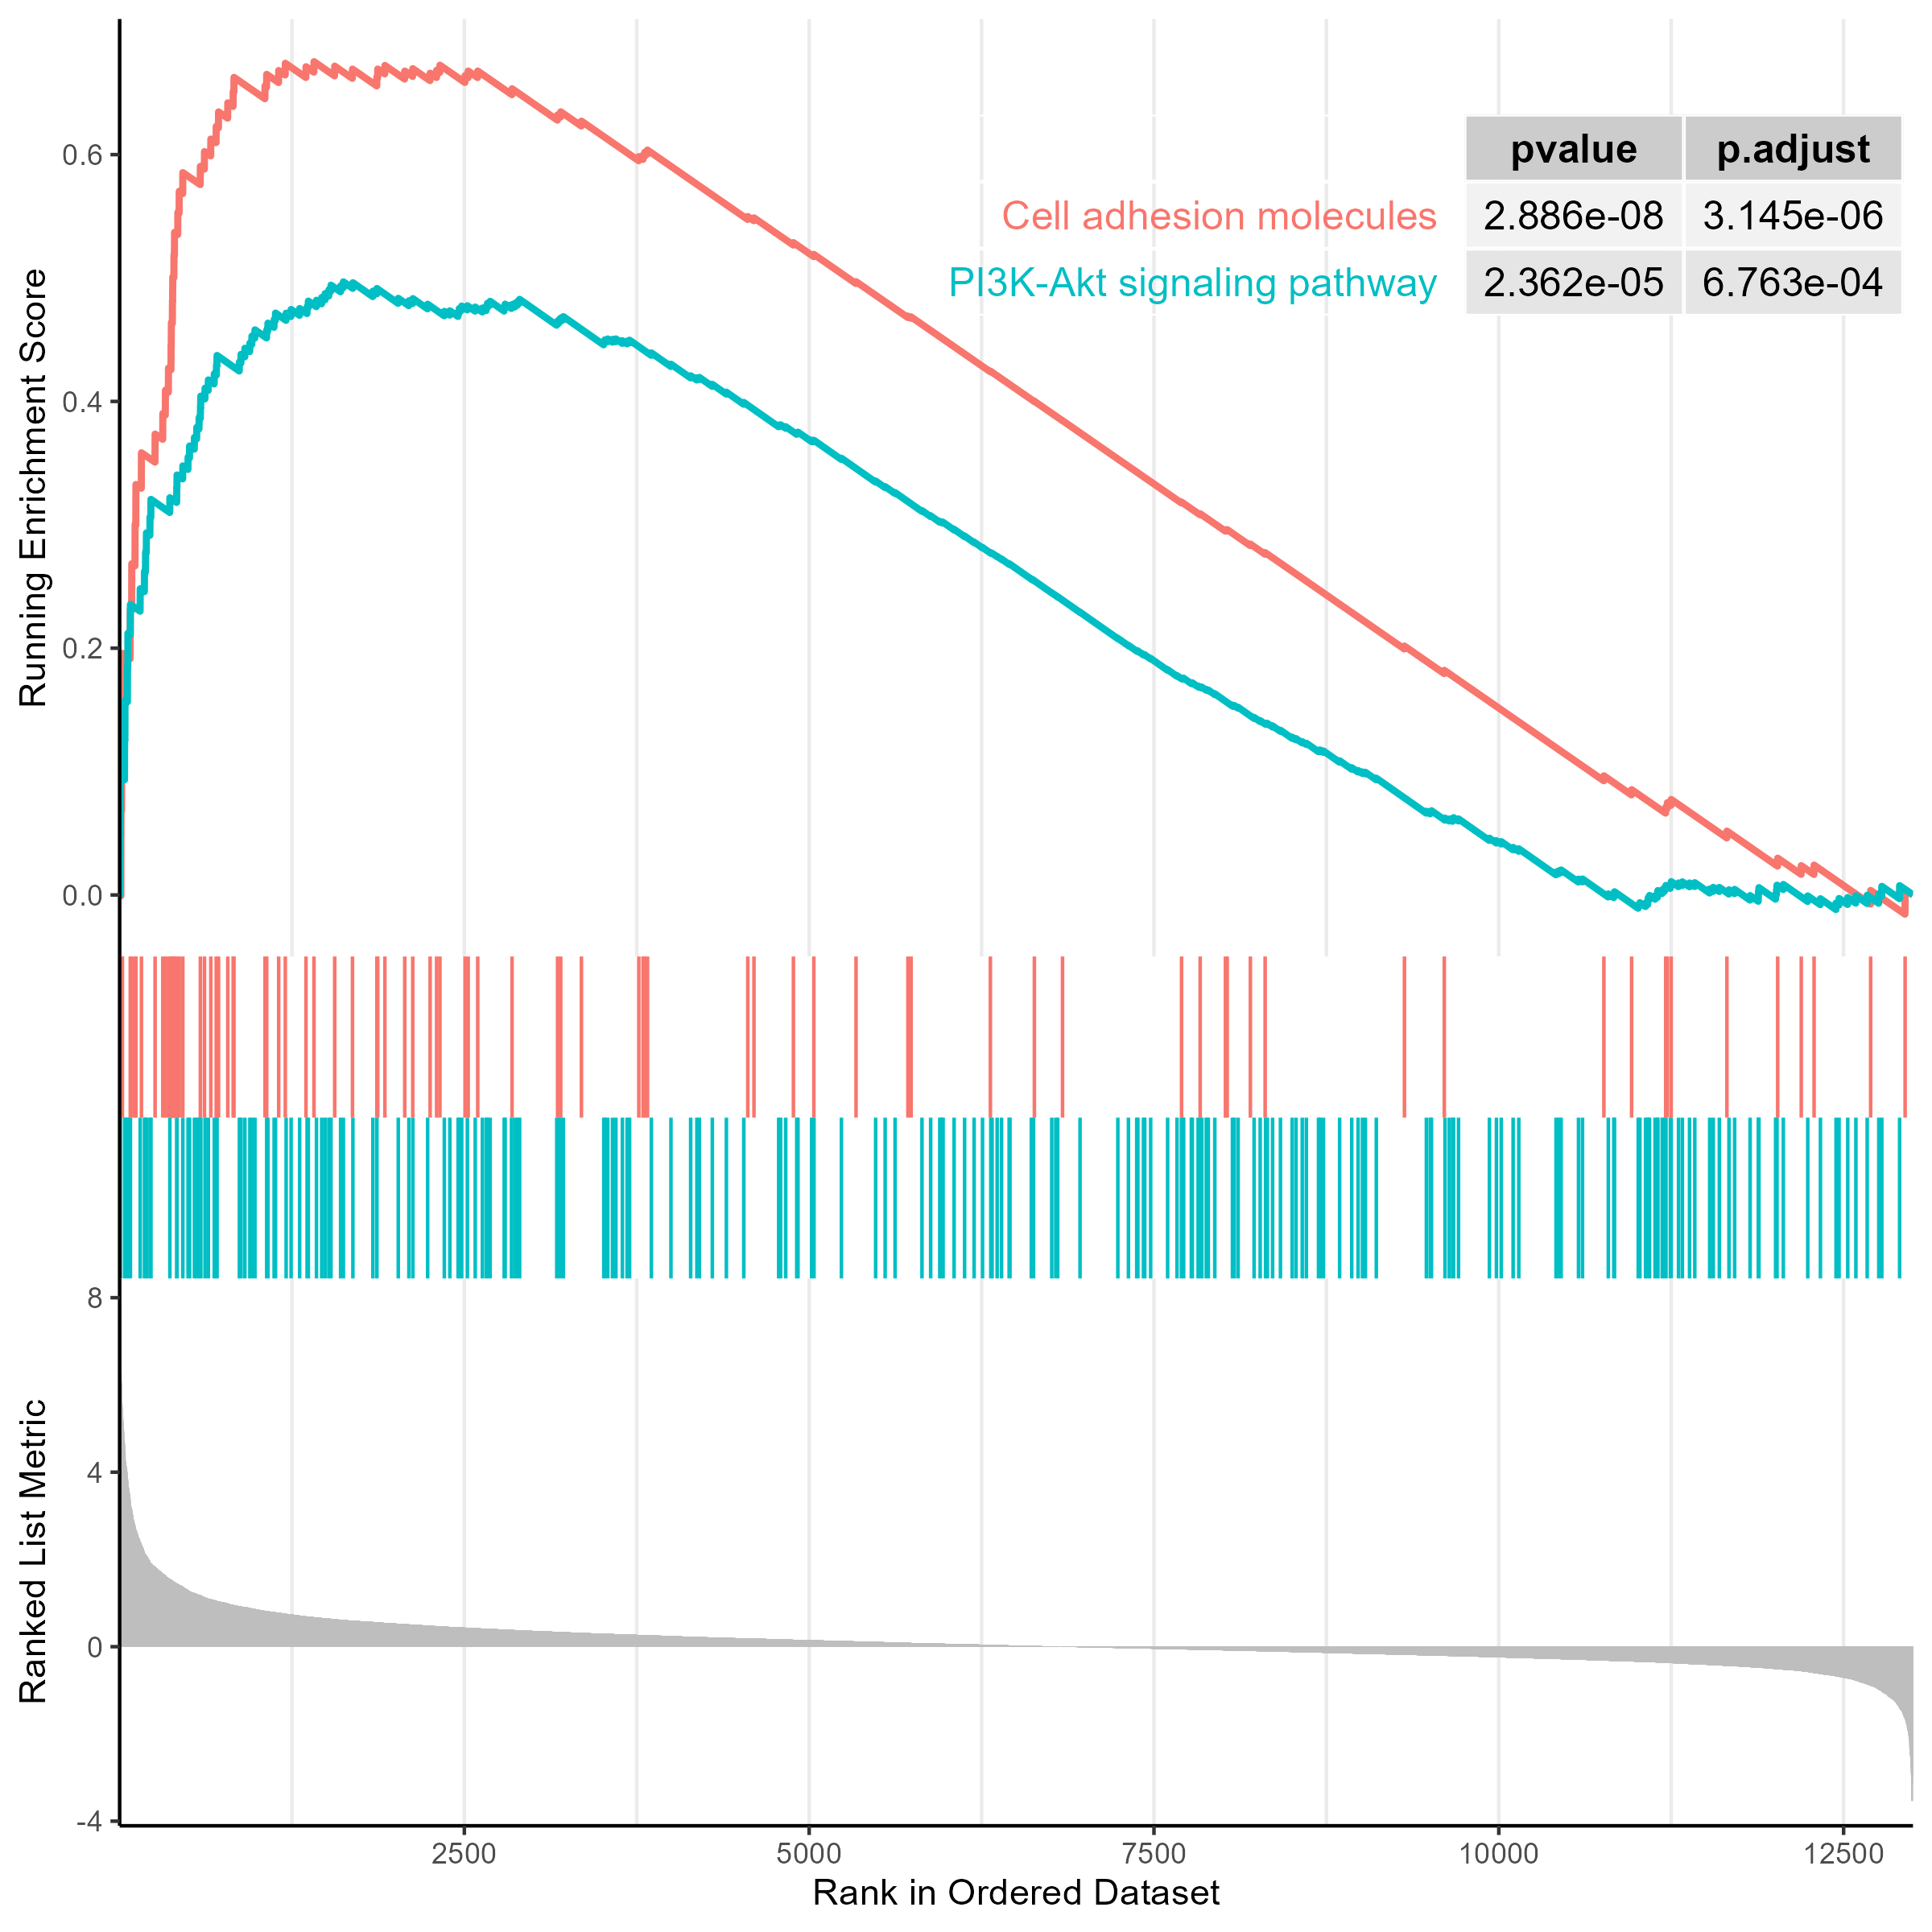 Running Enrichment Score
0.6
0.4
0.2
0.0
pvalue p.adjust
Cell adhesion molecules 2.886e-08 3.145e-06
PI3K-Akt signaling pathway 2.362e-05 6.763e-04
Ranked List Metric
8
4
0
-4
2500 5000 7500 10000 12500
Rank in Ordered Dataset